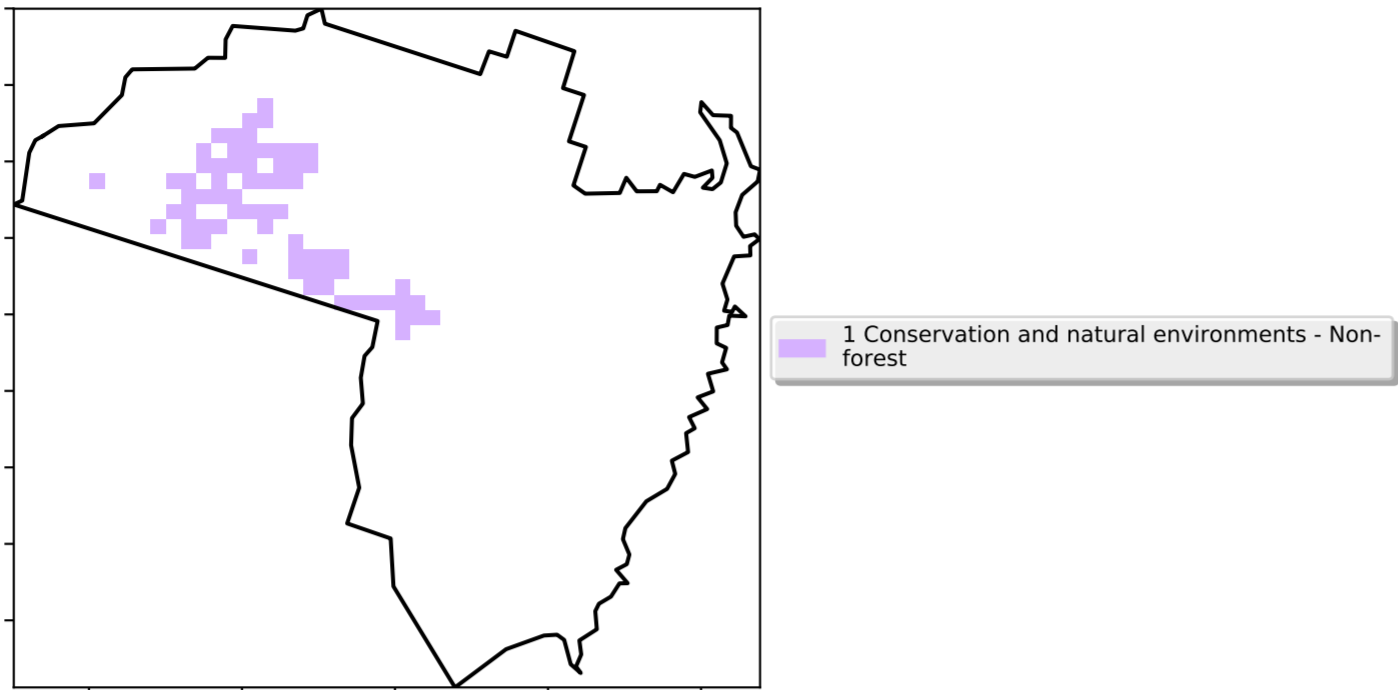 1 Conservation and natural environments - Non-
forest